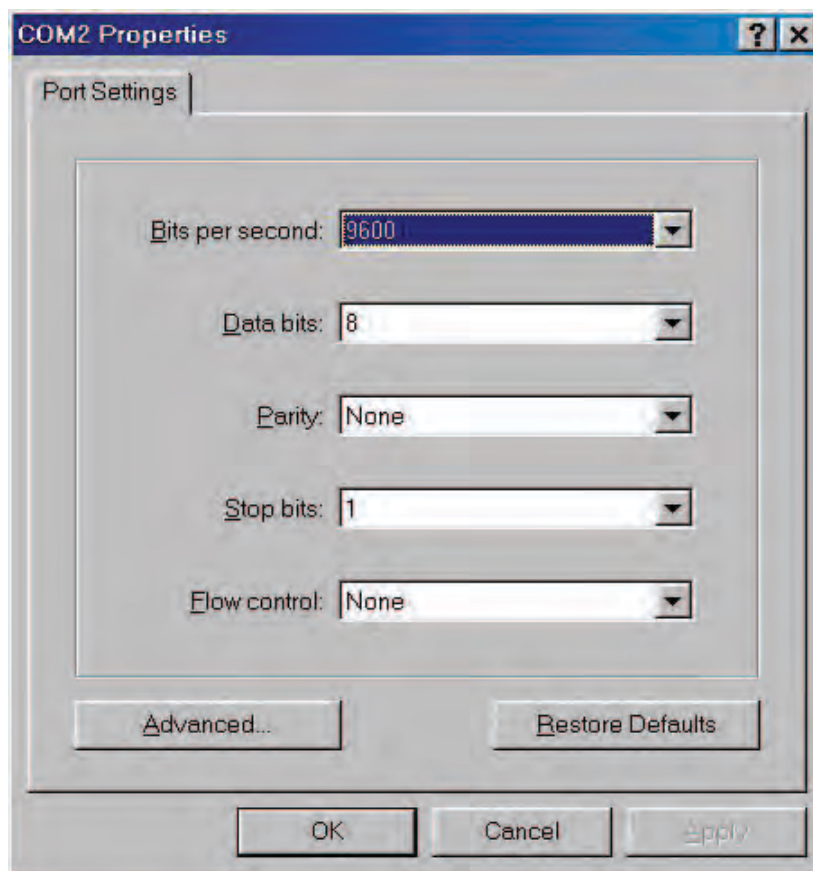 COM2 Properties
Port Settings
Bits per second: 9600
Data bits: 8
Parity: None
Stop bits: 1
Flow control: None
Advanced... Restore Defaults
OK Cancel Apply